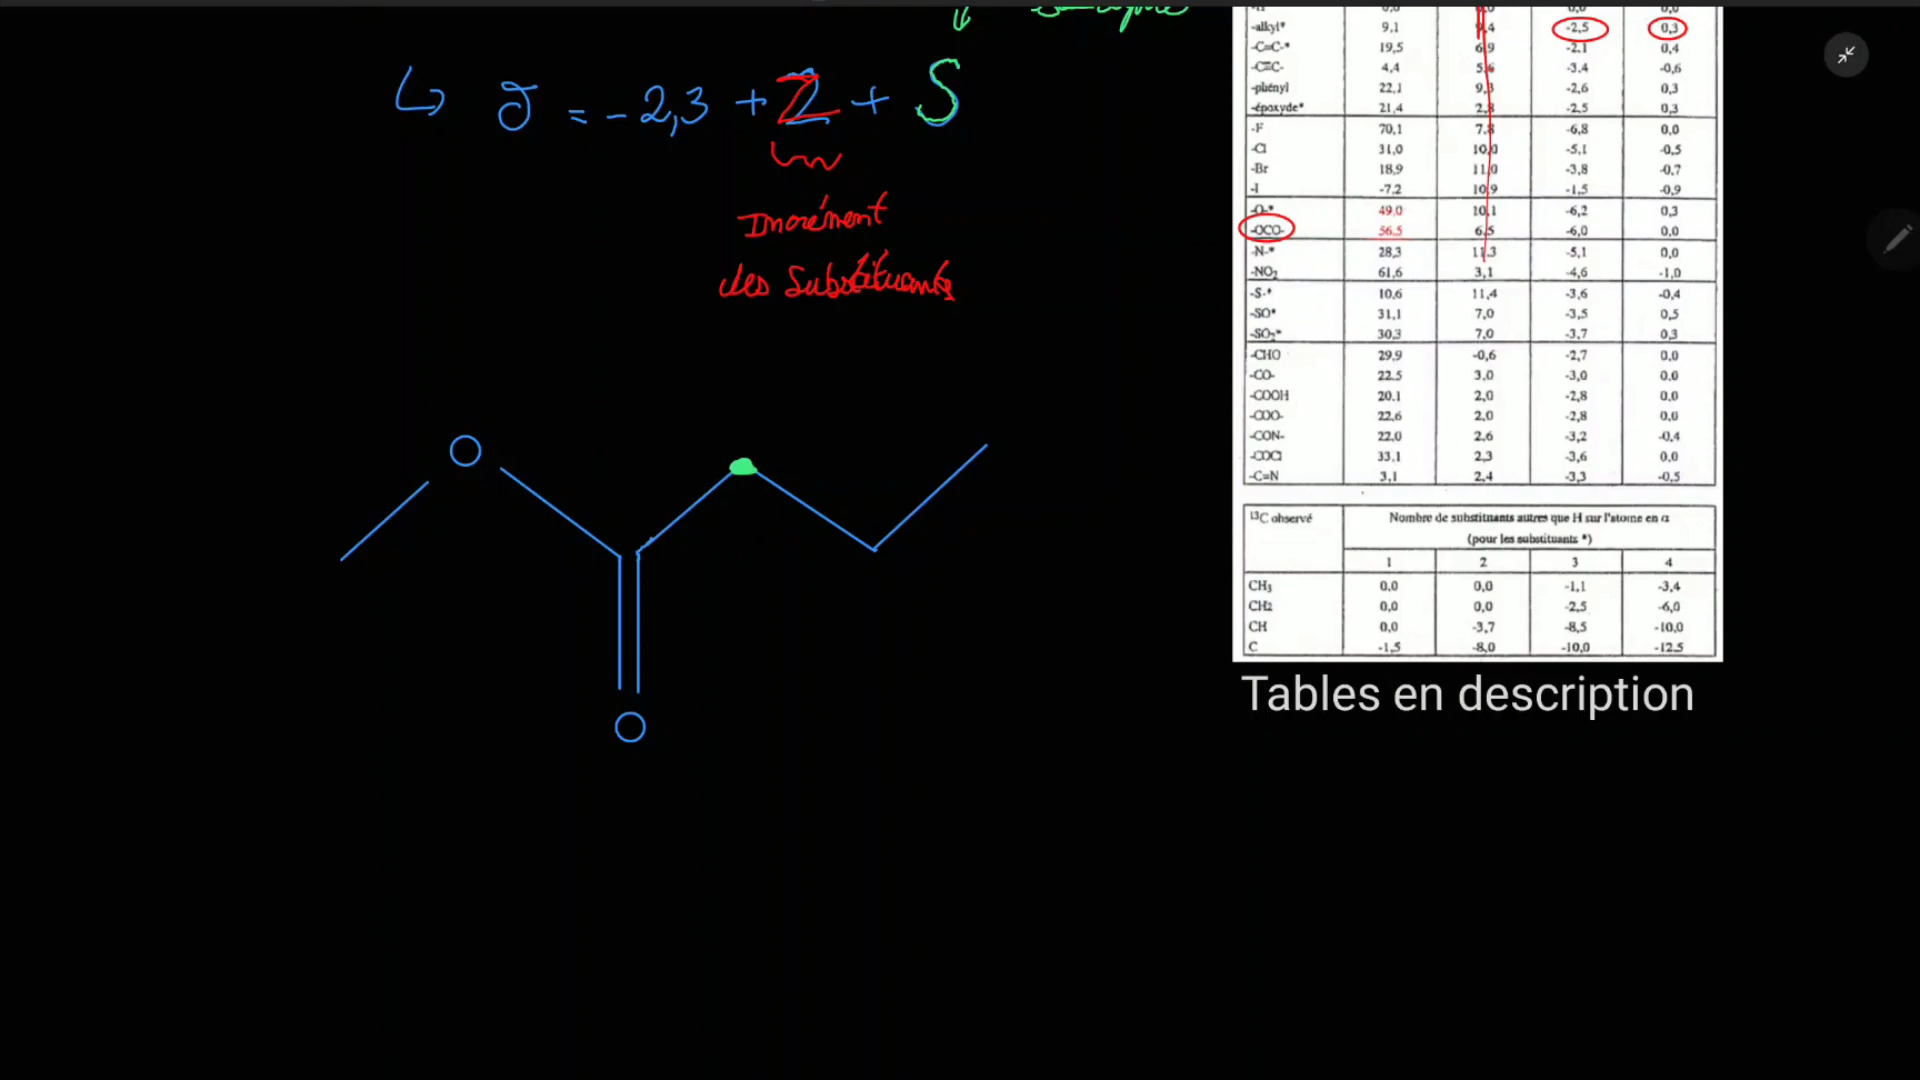 ↳ δ = -2,3 + Z + S
Incrément
des Substituants
O
O
-alkyl* 9,1 9,4 -2,5 0,3
-C=C-* 19,5 6,9 -2,1 0,4
-C≡C- 4,4 5,6 -3,4 -0,6
-phényl 22,1 9,3 -2,6 0,3
-époxyde* 21,4 2,8 -2,5 0,3
-F 70,1 7,8 -6,8 0,0
-Cl 31,0 10,0 -5,1 -0,5
-Br 18,9 11,0 -3,8 -0,7
-I -7,2 10,9 -1,5 -0,9
-O-* 49,0 10,1 -6,2 0,3
-OCO- 56,5 6,5 -6,0 0,0
-N-* 28,3 11,3 -5,1 0,0
-NO2 61,6 3,1 -4,6 -1,0
-S-* 10,6 11,4 -3,6 -0,4
-SO* 31,1 7,0 -3,5 0,5
-SO2* 30,3 7,0 -3,7 0,3
-CHO 29,9 -0,6 -2,7 0,0
-CO- 22,5 3,0 -3,0 0,0
-COOH 20,1 2,0 -2,8 0,0
-COO- 22,6 2,0 -2,8 0,0
-CON- 22,0 2,6 -3,2 -0,4
-COCl 33,1 2,3 -3,6 0,0
-C≡N 3,1 2,4 -3,3 -0,5
13C observé Nombre de substituants autres que H sur l'atome en α
(pour les substituants *)
1 2 3 4
CH3 0,0 0,0 -1,1 -3,4
CH2 0,0 0,0 -2,5 -6,0
CH 0,0 -3,7 -8,5 -10,0
C -1,5 -8,0 -10,0 -12,5
Tables en description